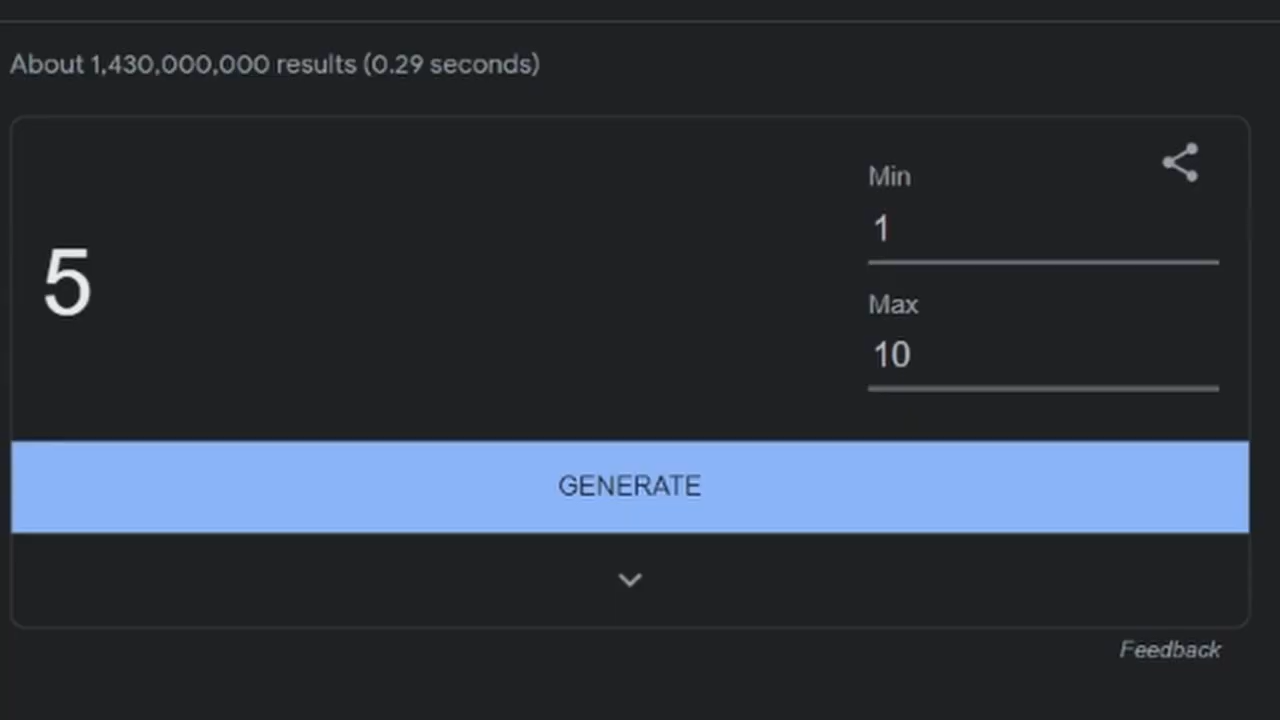 About 1,430,000,000 results (0.29 seconds)
5
Min
1
Max
10
GENERATE
Feedback